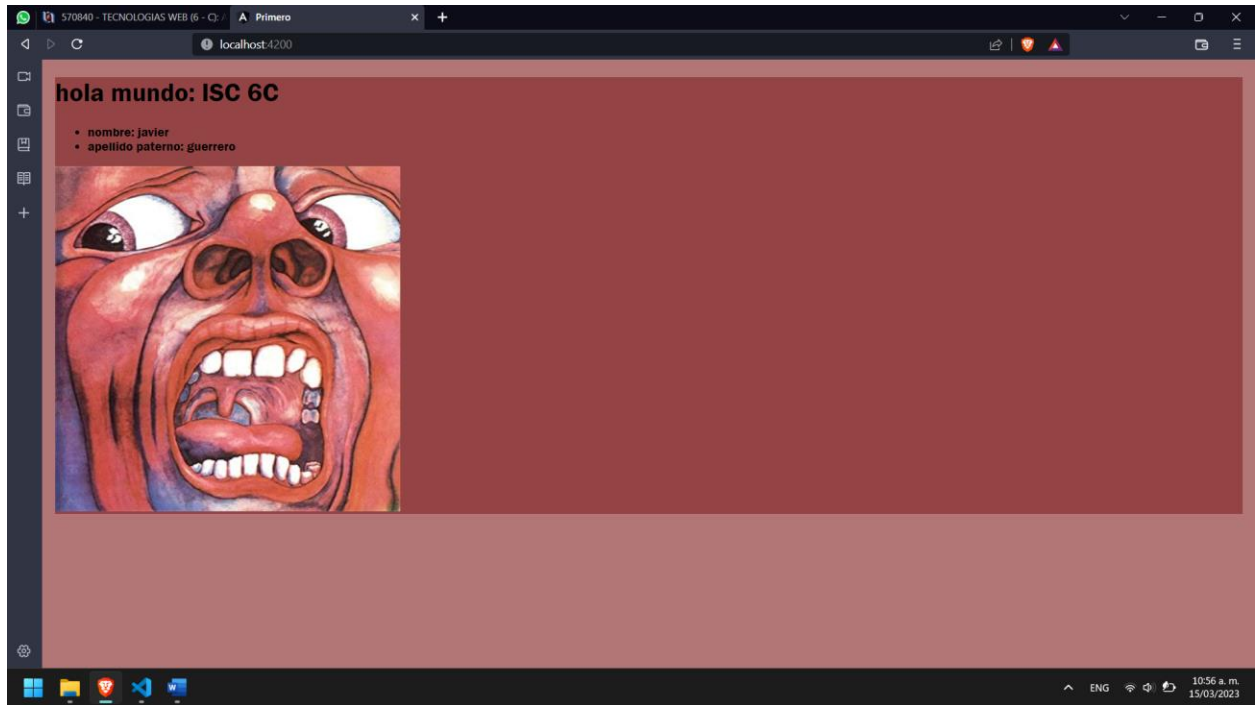 570840 - TECNOLOGIAS WEB (6 - C): A
Primero
localhost:4200
hola mundo: ISC 6C
nombre: javier
apellido paterno: guerrero
ENG
10:56 a. m.
15/03/2023